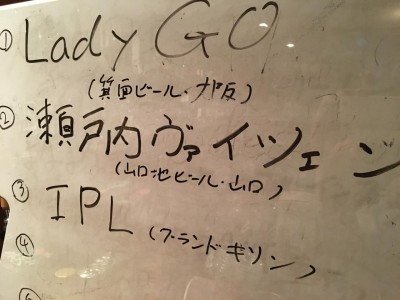 ① Lady GO
(箕面ビール・大阪)
② 瀬戸内ヴァイツェン
(山口地ビール・山口)
③ IPL
(グランドキリン)
④